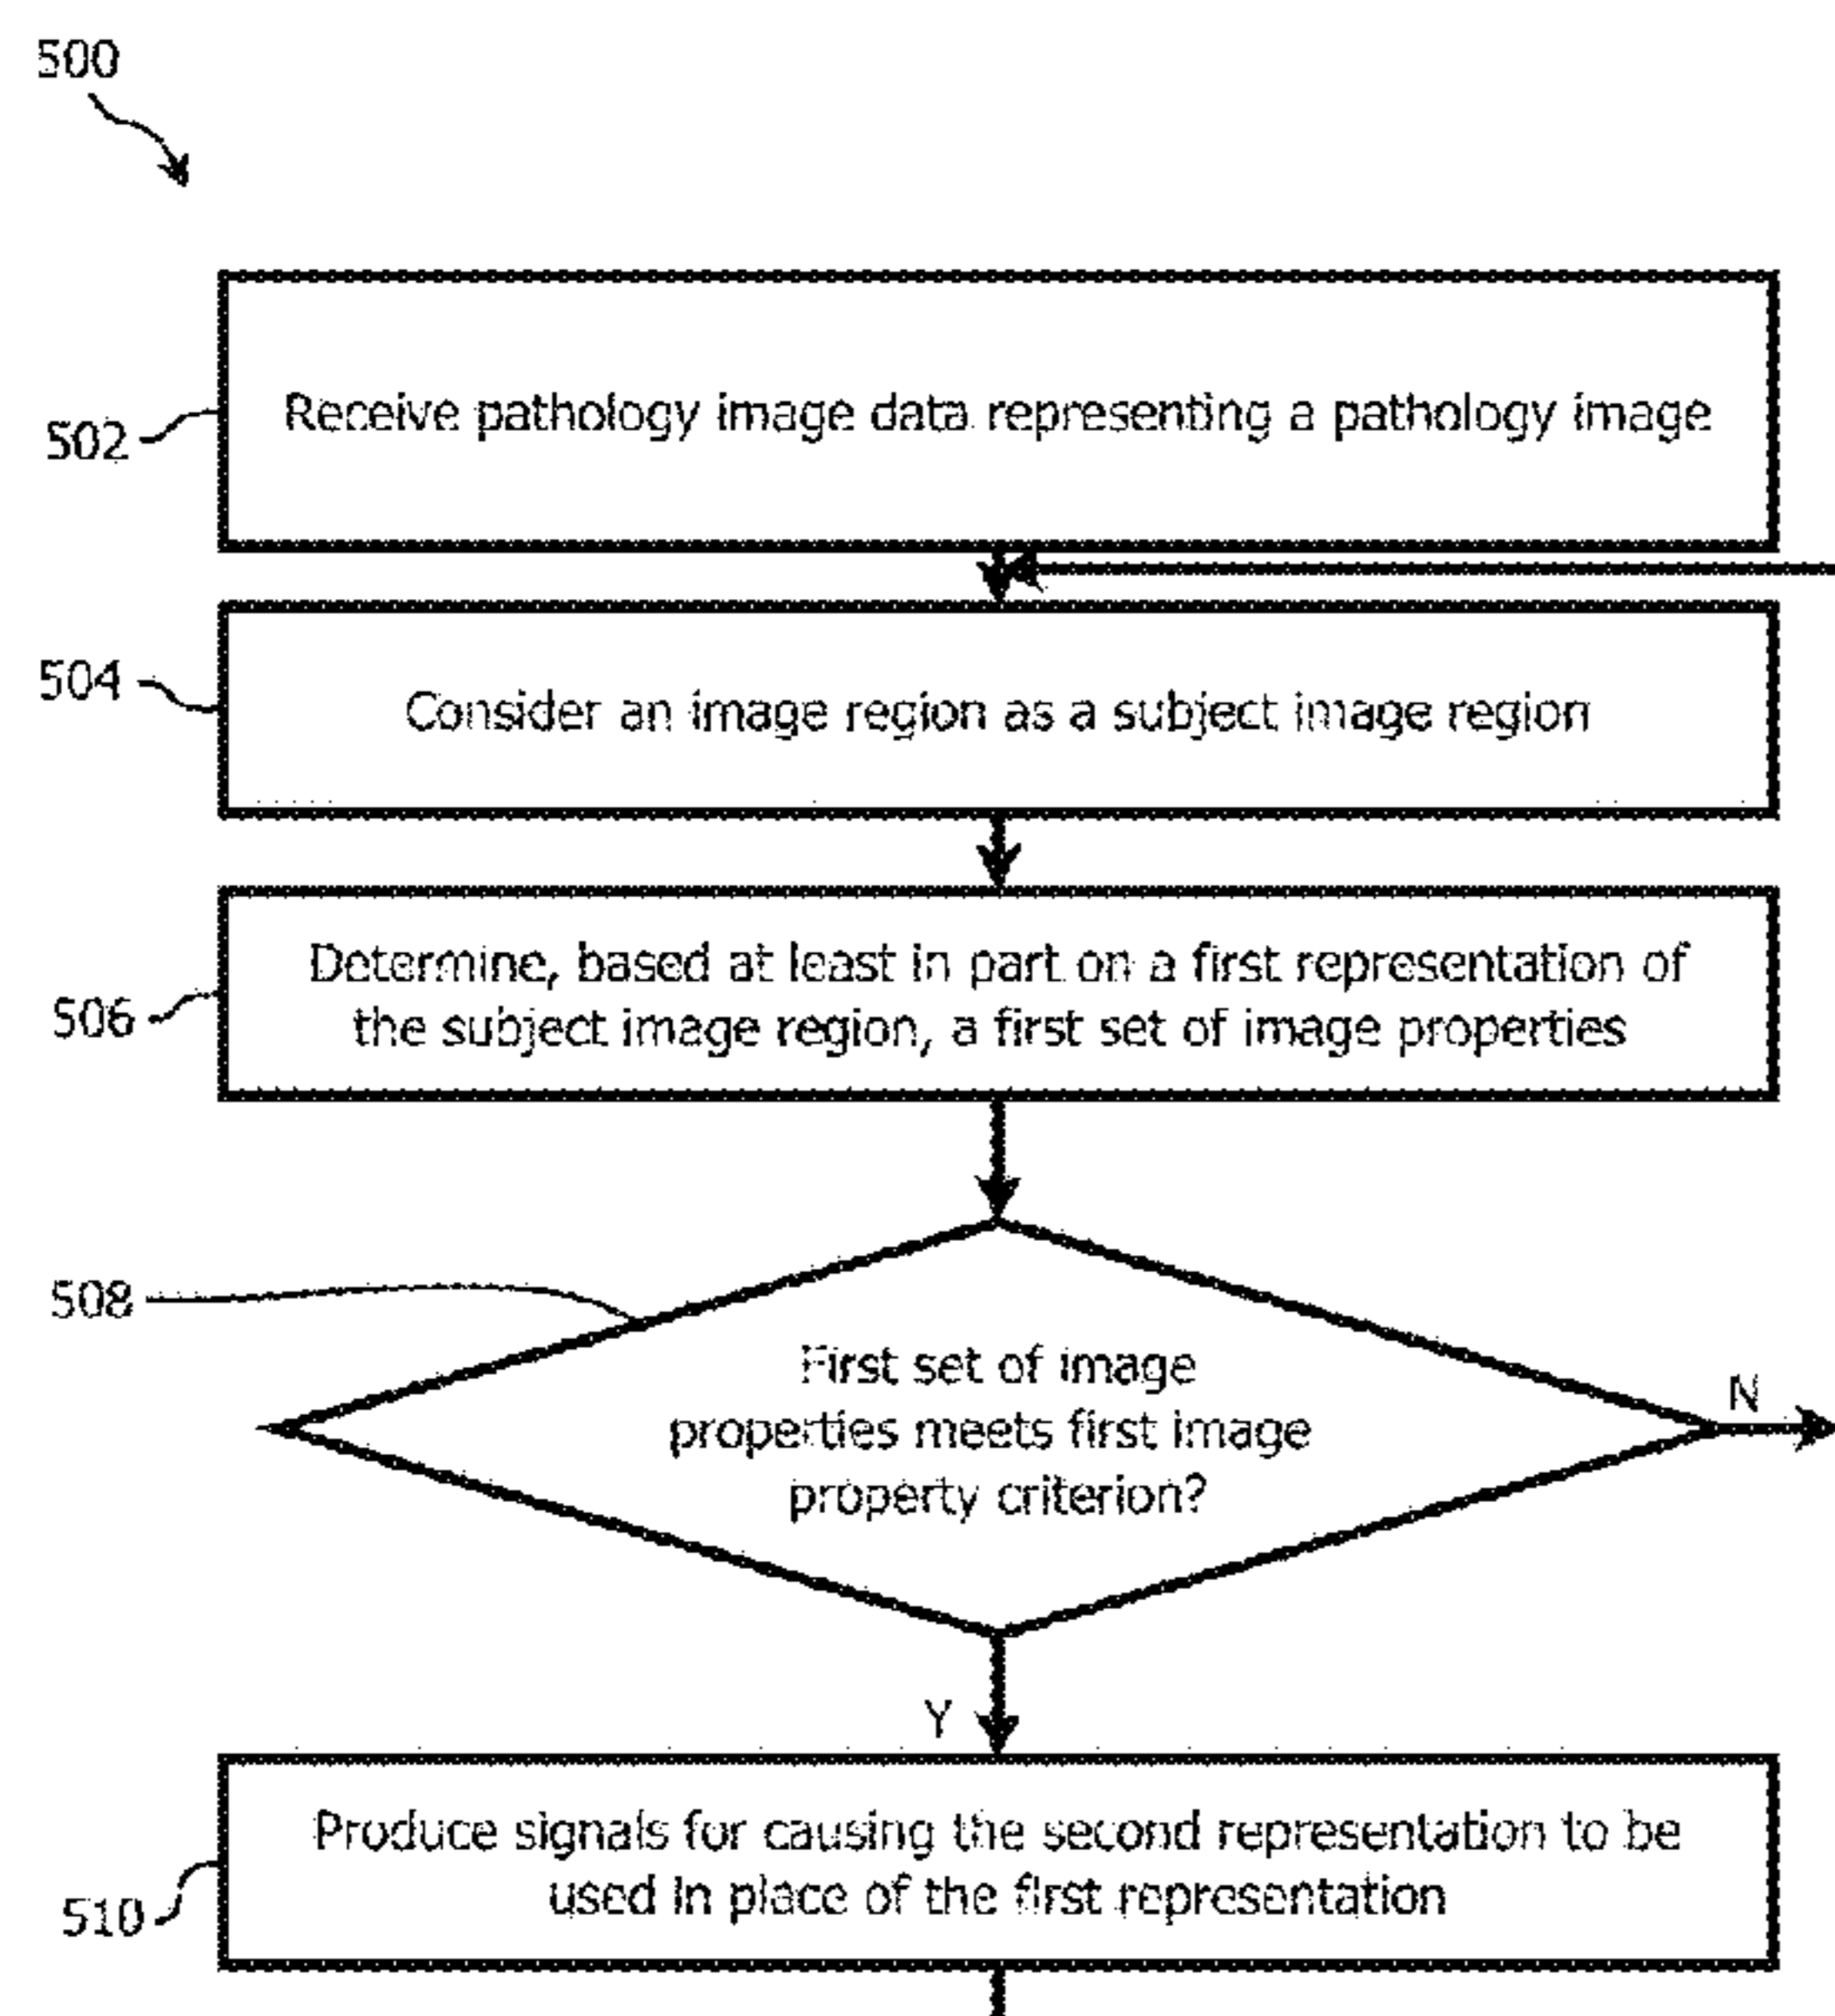 500
502
Receive pathology image data representing a pathology image
504
Consider an image region as a subject image region
506
Determine, based at least in part on a first representation of
the subject image region, a first set of image properties
508
First set of image
properties meets first image
property criterion?
N
Y
510
Produce signals for causing the second representation to be
used in place of the first representation